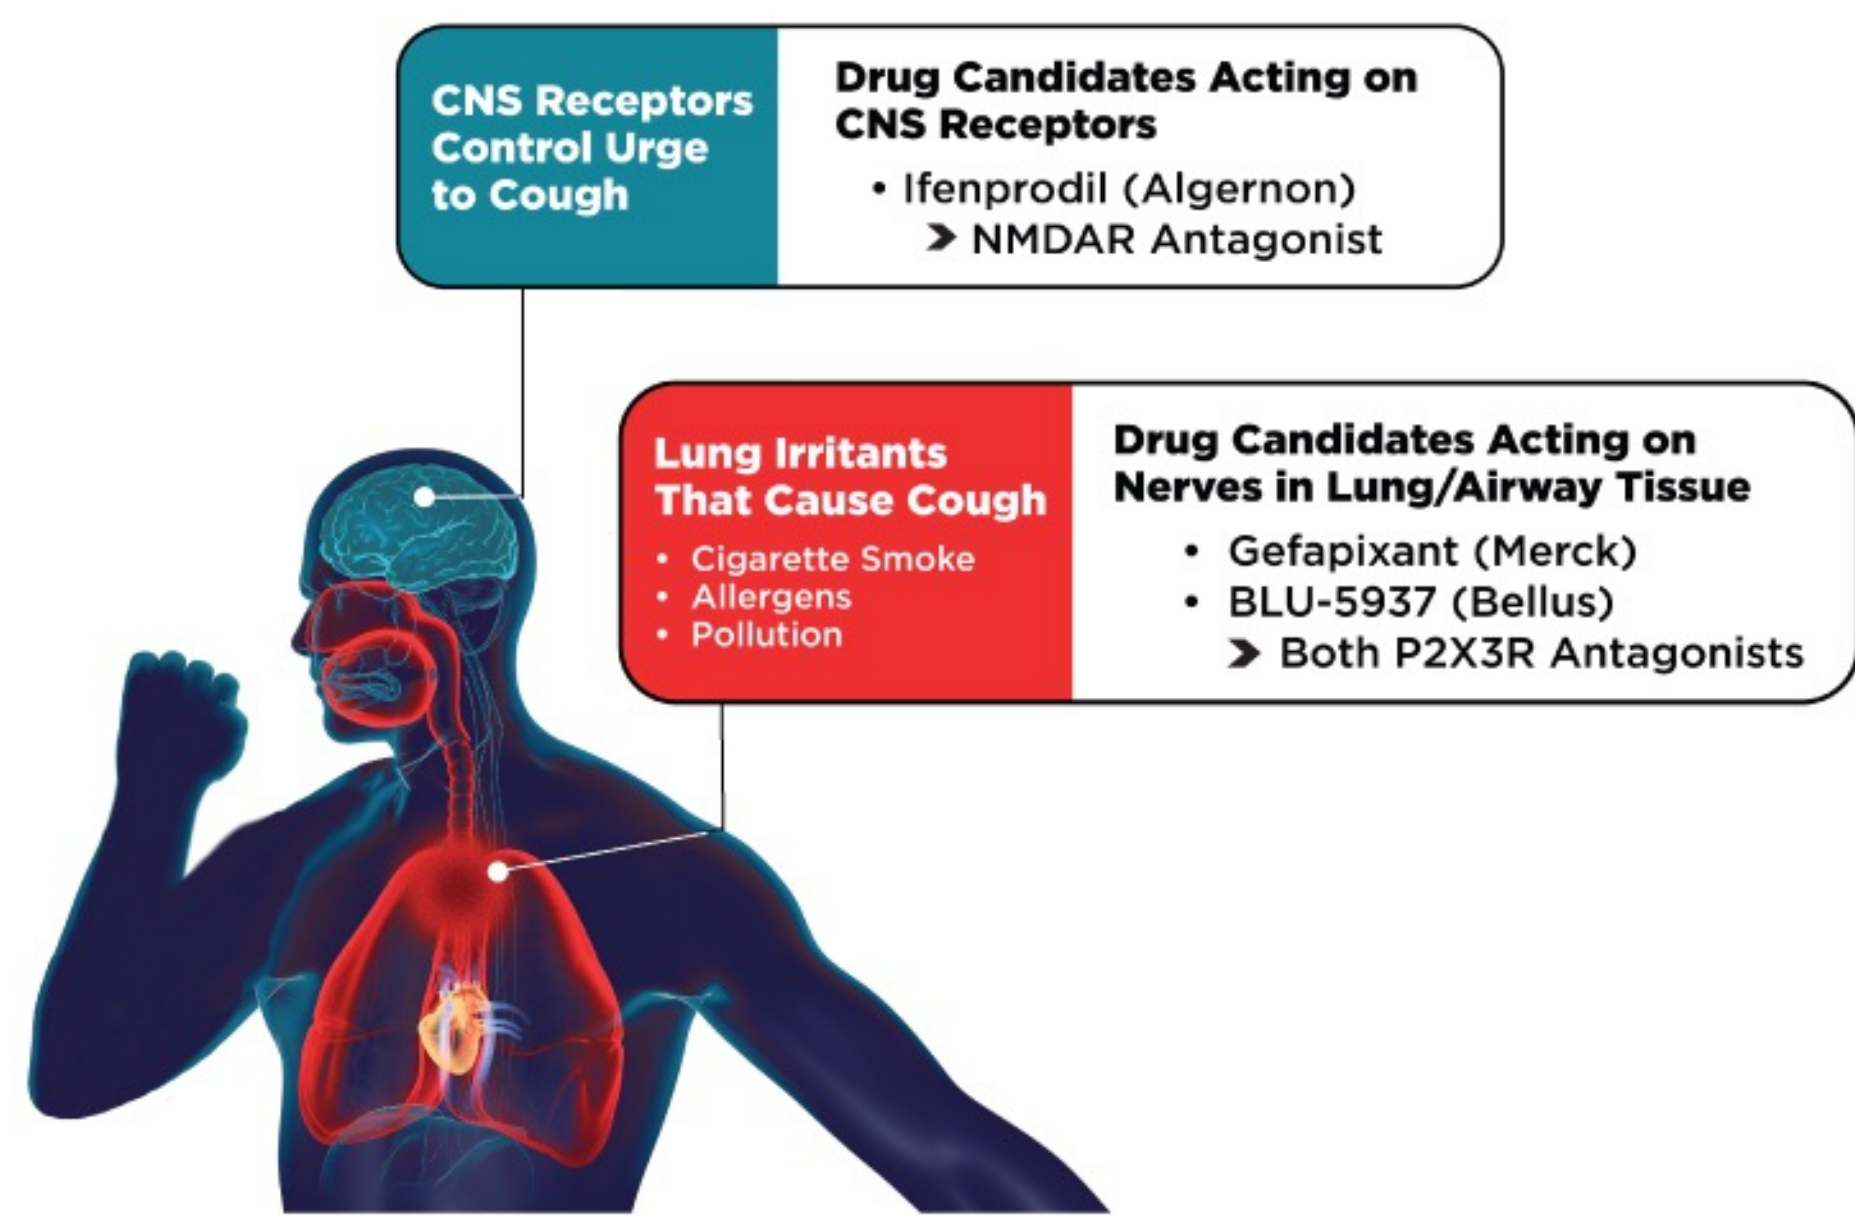 CNS Receptors
Control Urge
to Cough
Drug Candidates Acting on
CNS Receptors
• Ifenprodil (Algernon)
➤ NMDAR Antagonist
Lung Irritants
That Cause Cough
• Cigarette Smoke
• Allergens
• Pollution
Drug Candidates Acting on
Nerves in Lung/Airway Tissue
• Gefapixant (Merck)
• BLU-5937 (Bellus)
➤ Both P2X3R Antagonists